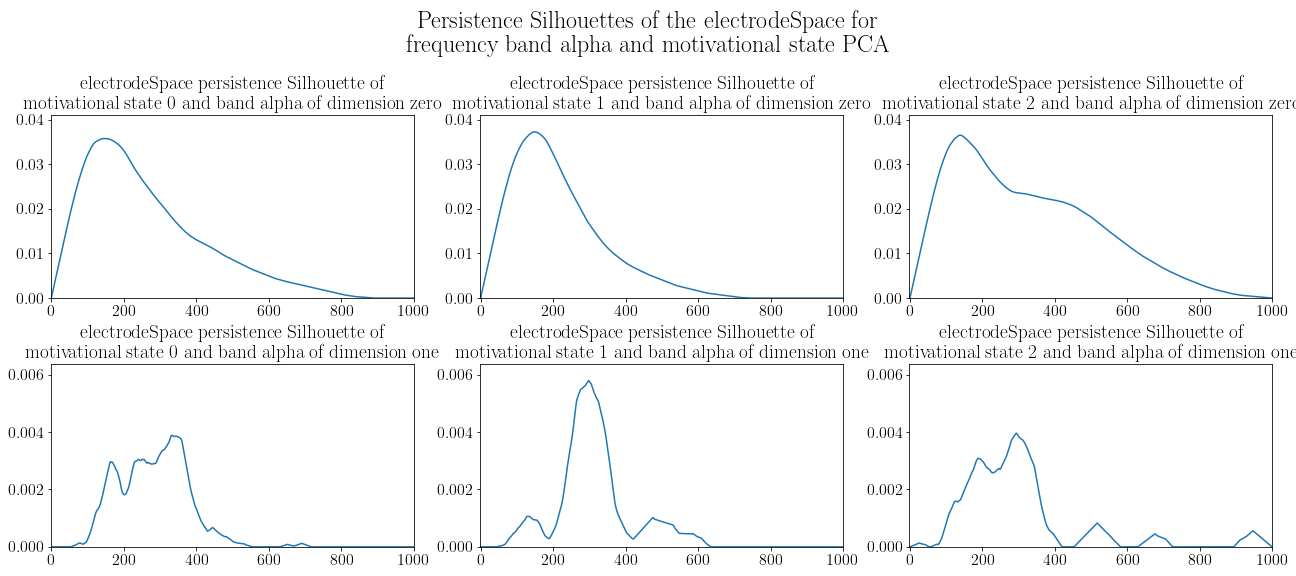 Persistence Silhouettes of the electrodeSpace for
frequency band alpha and motivational state PCA
electrodeSpace persistence Silhouette of
motivational state 0 and band alpha of dimension zero
0.04
0.03
0.02
0.01
0.00
0 200 400 600 800 1000
electrodeSpace persistence Silhouette of
motivational state 1 and band alpha of dimension zero
0.04
0.03
0.02
0.01
0.00
0 200 400 600 800 1000
electrodeSpace persistence Silhouette of
motivational state 2 and band alpha of dimension zero
0.04
0.03
0.02
0.01
0.00
0 200 400 600 800 1000
electrodeSpace persistence Silhouette of
motivational state 0 and band alpha of dimension one
0.006
0.004
0.002
0.000
0 200 400 600 800 1000
electrodeSpace persistence Silhouette of
motivational state 1 and band alpha of dimension one
0.006
0.004
0.002
0.000
0 200 400 600 800 1000
electrodeSpace persistence Silhouette of
motivational state 2 and band alpha of dimension one
0.006
0.004
0.002
0.000
0 200 400 600 800 1000